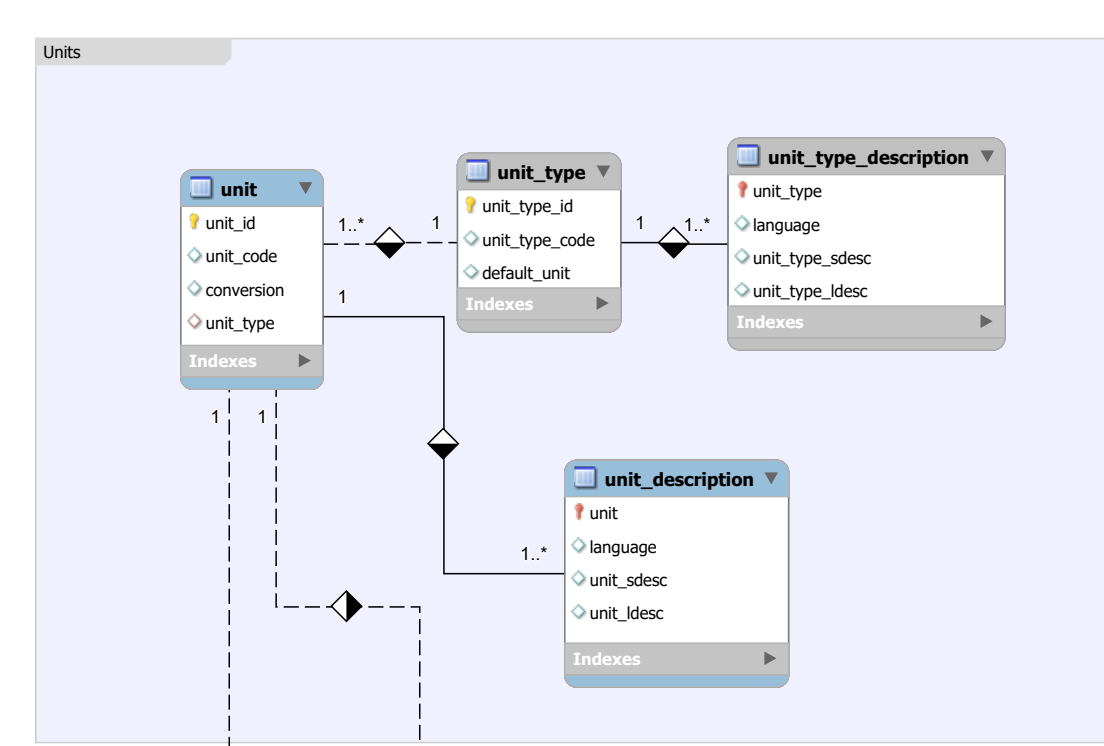 Units
unit
unit_id
unit_code
conversion
unit_type
Indexes
1..*
1
unit_type
unit_type_id
unit_type_code
default_unit
Indexes
1
1..*
unit_type_description
unit_type
language
unit_type_sdesc
unit_type_ldesc
Indexes
1
1
1
1..*
unit_description
unit
language
unit_sdesc
unit_ldesc
Indexes